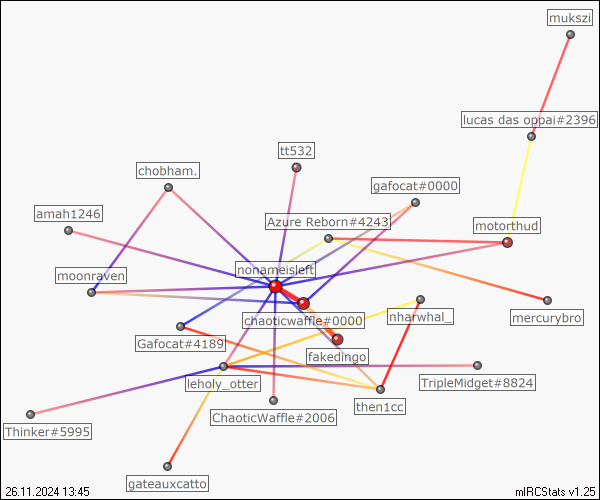 mukszi
lucas das oppai#2396
tt532
chobham.
gafocat#0000
amah1246
Azure Reborn#4243
motorthud
nonameisleft
moonraven
chaoticwaffle#0000
nharwhal_
mercurybro
Gafocat#4189
fakedingo
leholy_otter
TripleMidget#8824
then1cc
ChaoticWaffle#2006
Thinker#5995
gateauxcatto
26.11.2024 13:45
mIRCStats v1.25